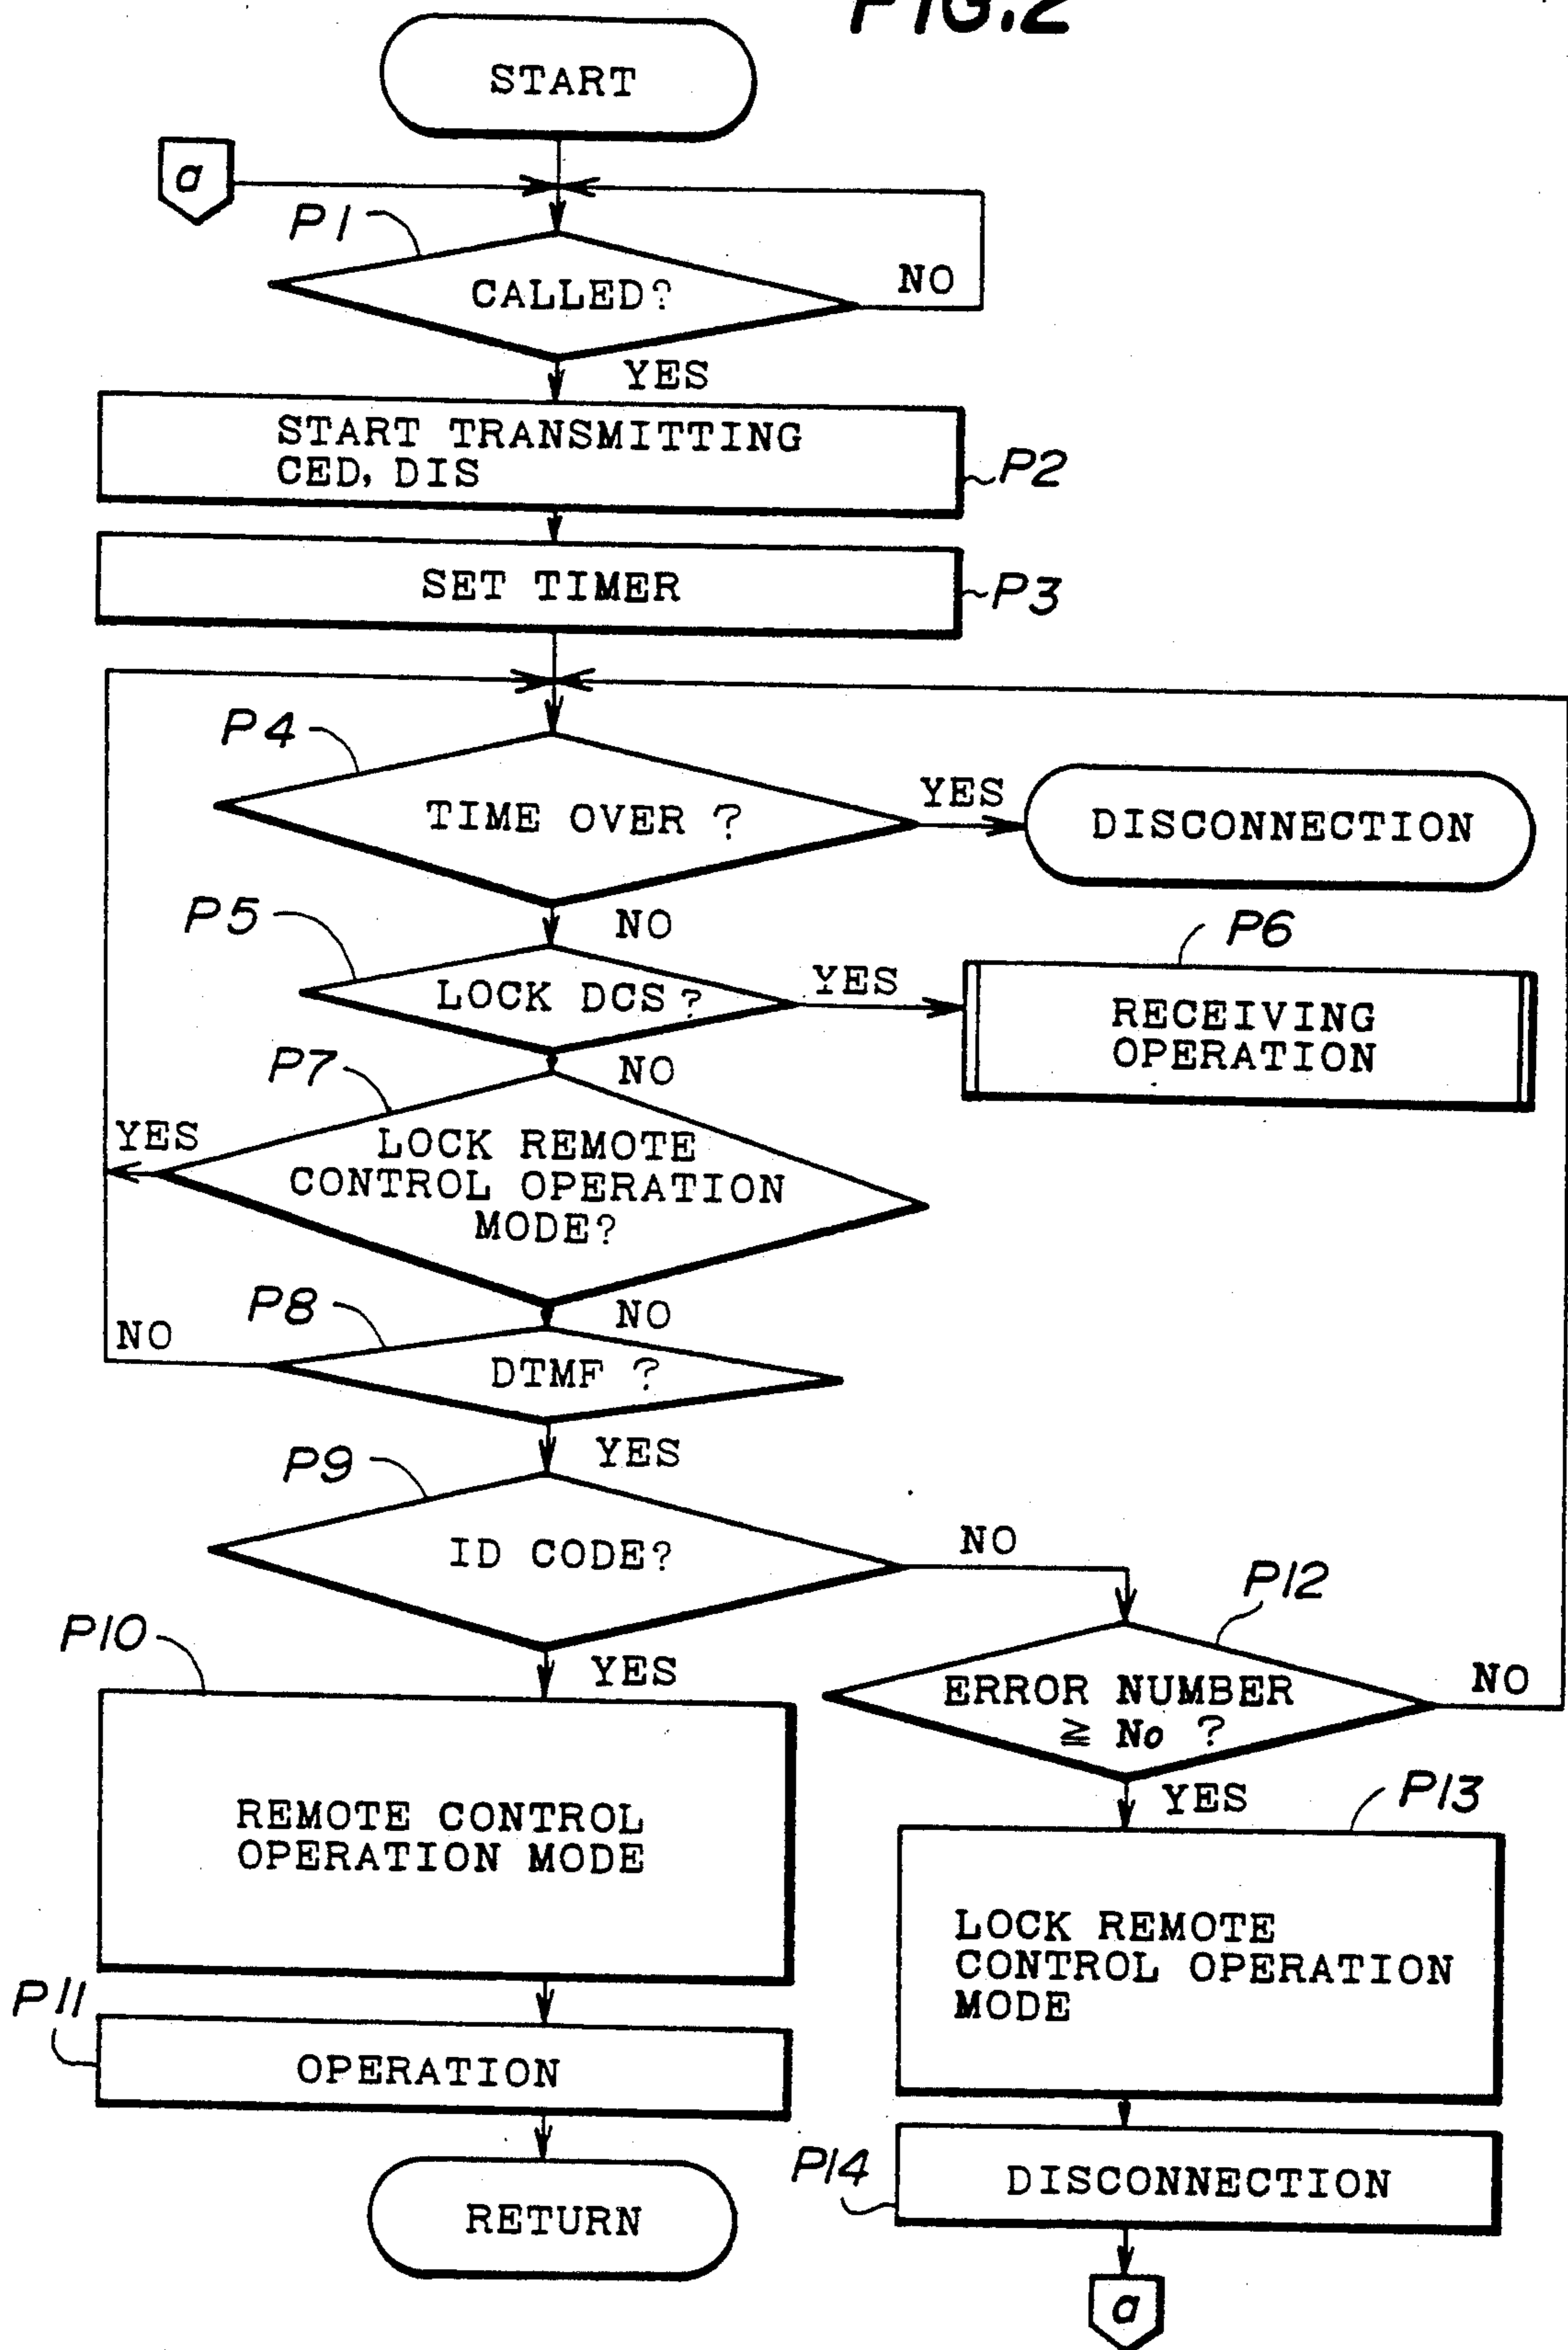 FIG.2
START
a
P1
CALLED?
NO
YES
START TRANSMITTING
CED, DIS
P2
SET TIMER
P3
P4
TIME OVER ?
YES
DISCONNECTION
NO
P5
LOCK DCS?
YES
P6
RECEIVING
OPERATION
NO
P7
YES
LOCK REMOTE
CONTROL OPERATION
MODE?
NO
P8
NO
DTMF ?
YES
P9
ID CODE?
NO
P12
YES
ERROR NUMBER
≧ No ?
NO
P10
REMOTE CONTROL
OPERATION MODE
YES
P13
LOCK REMOTE
CONTROL OPERATION
MODE
P11
OPERATION
P14
DISCONNECTION
RETURN
a